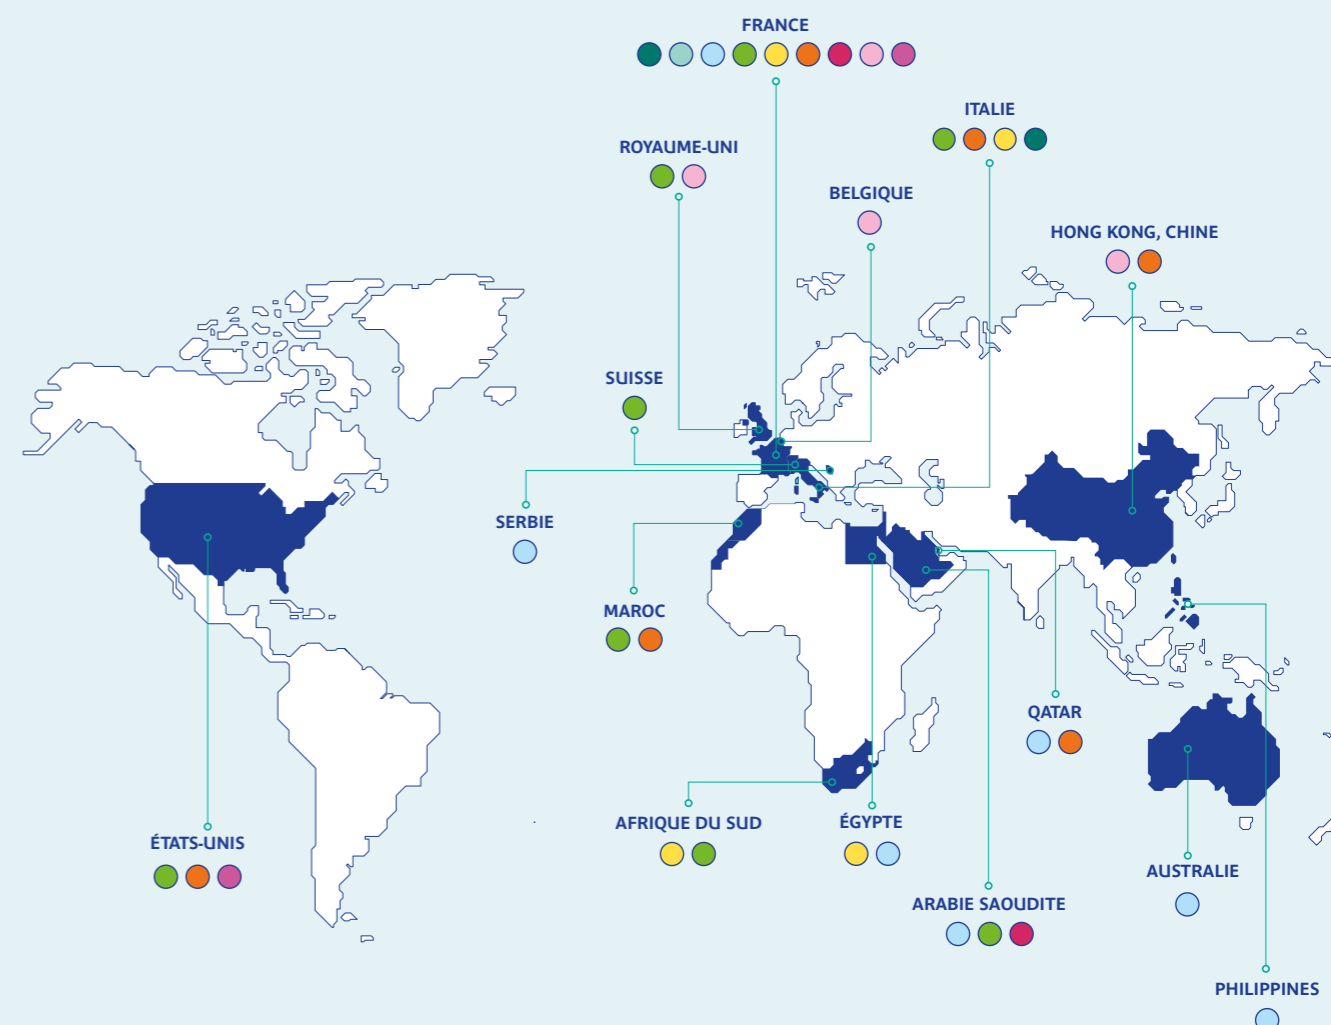 FRANCE
ITALIE
ROYAUME-UNI
BELGIQUE
HONG KONG, CHINE
SUISSE
SERBIE
MAROC
QATAR
AFRIQUE DU SUD
ÉGYPTE
ÉTATS-UNIS
AUSTRALIE
ARABIE SAOUDITE
PHILIPPINES